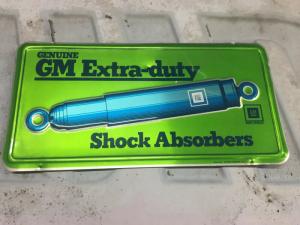 GENUINE
GM Extra-duty
Shock Absorbers